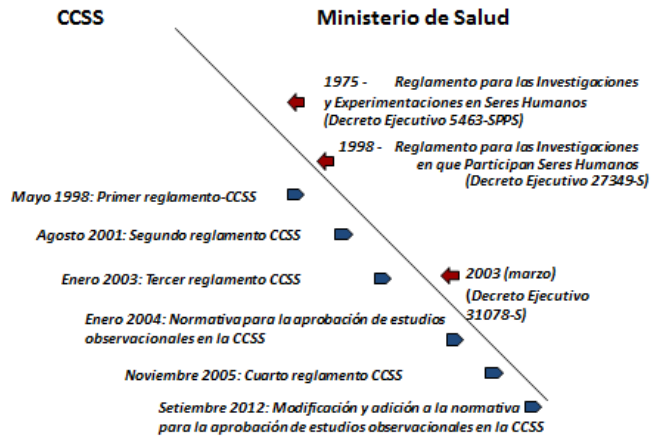 CCSS
Ministerio de Salud
1975 - Reglamento para las Investigaciones
y Experimentaciones en Seres Humanos
(Decreto Ejecutivo 5463-SPPS)
1998 - Reglamento para las Investigaciones
en que Participan Seres Humanos
(Decreto Ejecutivo 27349-S)
Mayo 1998: Primer reglamento-CCSS
Agosto 2001: Segundo reglamento CCSS
Enero 2003: Tercer reglamento CCSS
2003 (marzo)
(Decreto Ejecutivo
31078-S)
Enero 2004: Normativa para la aprobación de estudios
observacionales en la CCSS
Noviembre 2005: Cuarto reglamento CCSS
Setiembre 2012: Modificación y adición a la normativa
para la aprobación de estudios observacionales en la CCSS